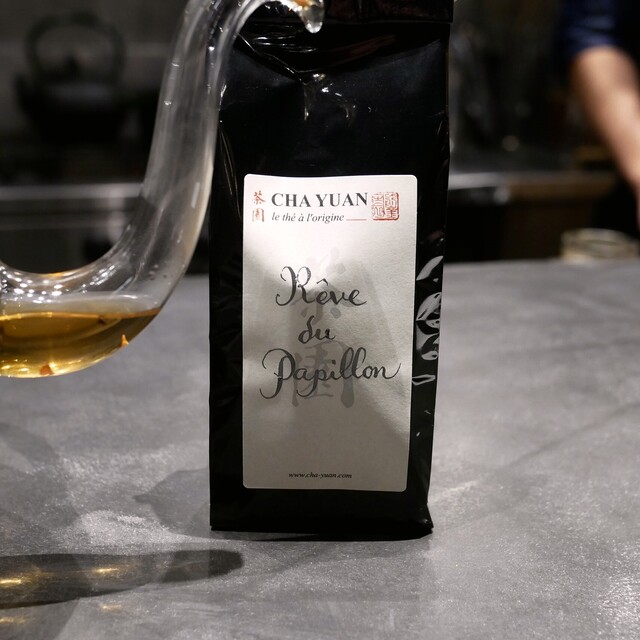 茶園 CHA YUAN
le thé à l'origine
Rêve
du
Papillon
www.cha-yuan.com